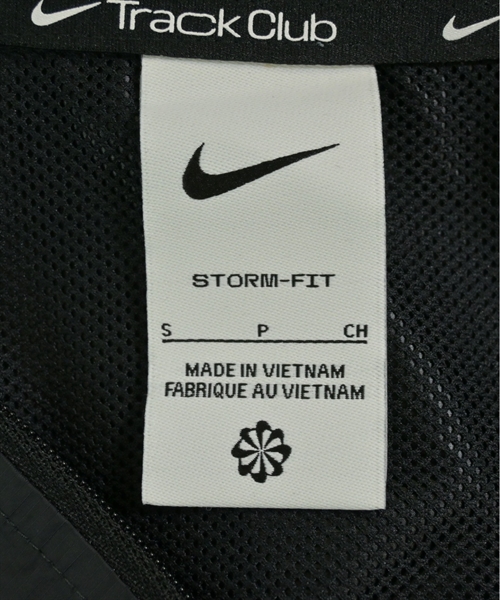 Track Club
STORM-FIT
S P CH
MADE IN VIETNAM
FABRIQUE AU VIETNAM